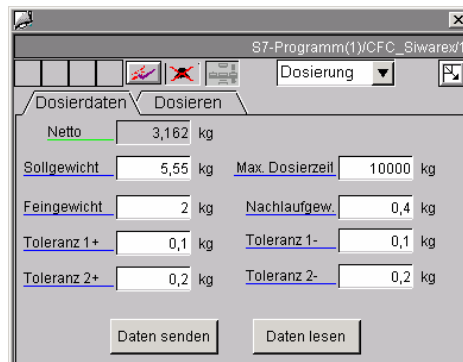 S7-Programm(1)/CFC_Siwarex/1
Dosierung
Dosierdaten Dosieren
Netto 3,162 kg
Sollgewicht 5,55 kg Max. Dosierzeit 10000 kg
Feingewicht 2 kg Nachlaufgew. 0,4 kg
Toleranz 1+ 0,1 kg Toleranz 1- 0,1 kg
Toleranz 2+ 0,2 kg Toleranz 2- 0,2 kg
Daten senden Daten lesen